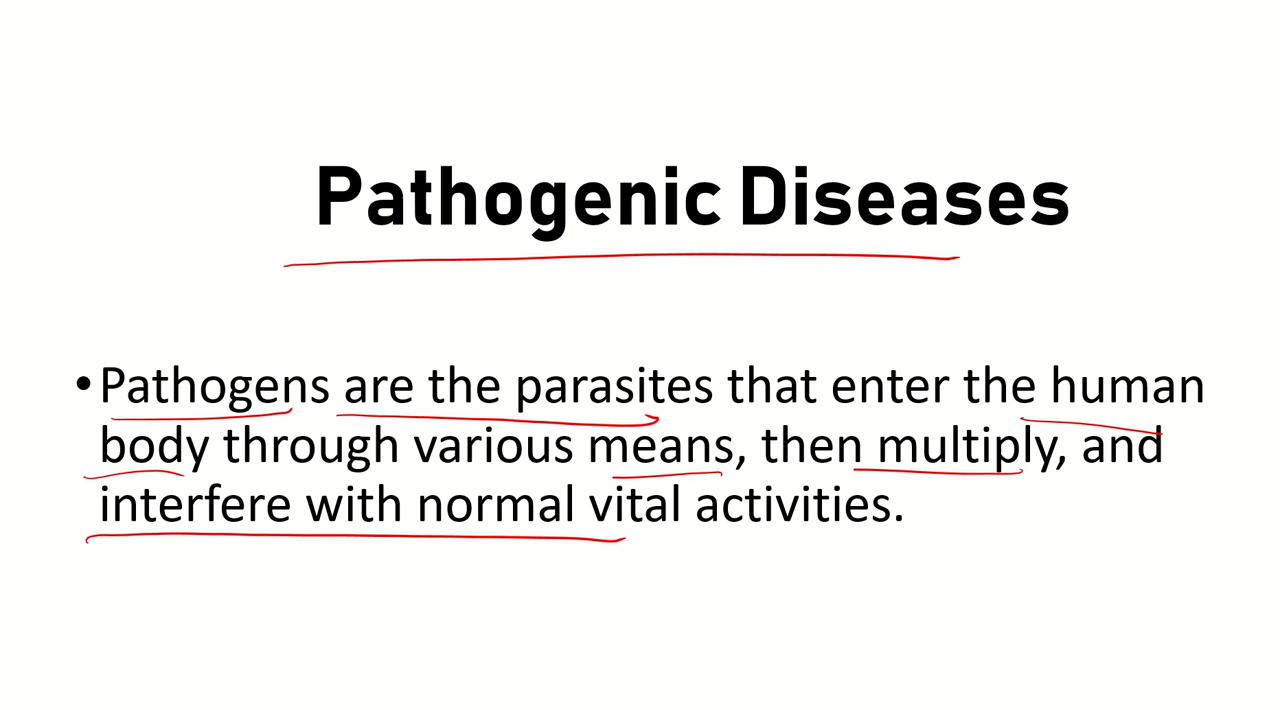 Pathogenic Diseases
•Pathogens are the parasites that enter the human
body through various means, then multiply, and
interfere with normal vital activities.